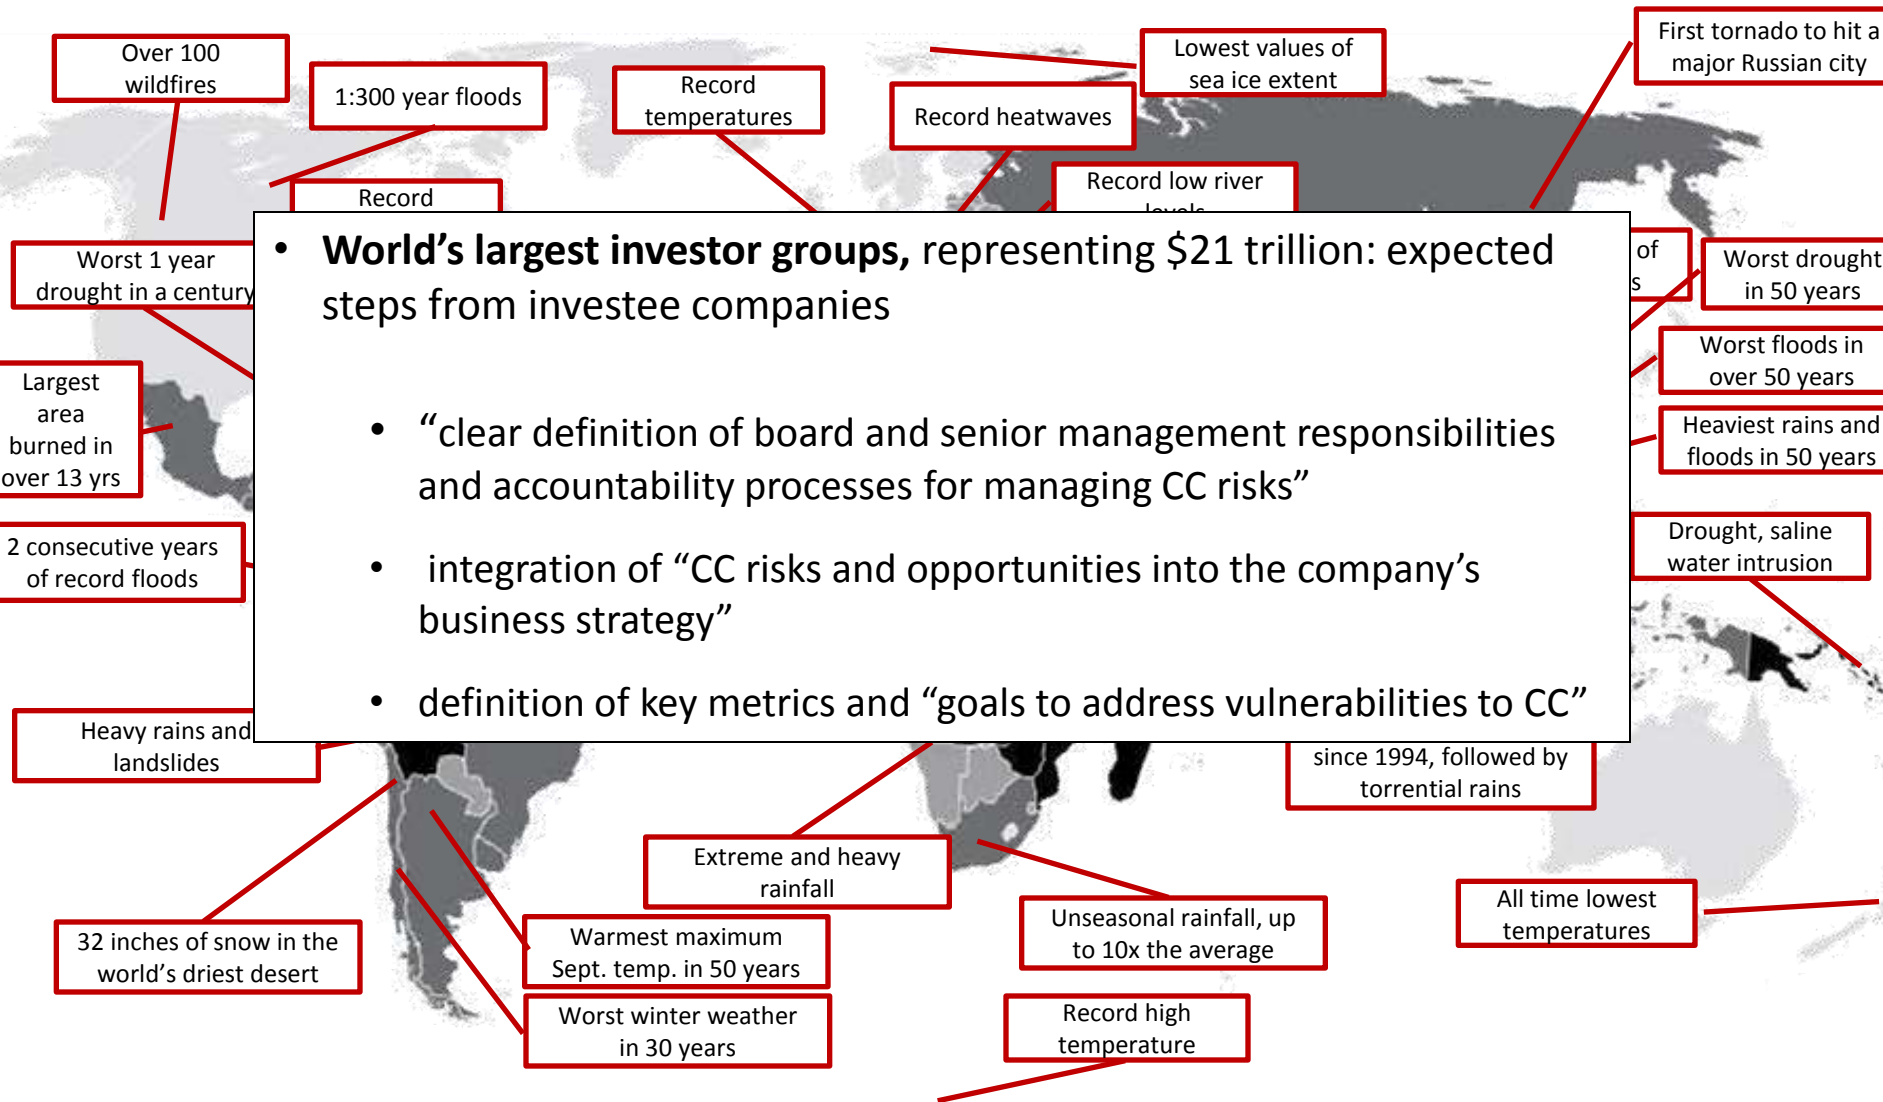 Over 100
wildfires
1:300 year floods
Record
temperatures
Record heatwaves
Lowest values of
sea ice extent
First tornado to hit a
major Russian city
Record
Record low river
levels
Worst 1 year
drought in a century
of
s
Worst drought
in 50 years
Worst floods in
over 50 years
Largest
area
burned in
over 13 yrs
Heaviest rains and
floods in 50 years
2 consecutive years
of record floods
Drought, saline
water intrusion
• World's largest investor groups, representing $21 trillion: expected
steps from investee companies
• “clear definition of board and senior management responsibilities
and accountability processes for managing CC risks”
• integration of “CC risks and opportunities into the company's
business strategy”
• definition of key metrics and “goals to address vulnerabilities to CC”
Heavy rains and
landslides
since 1994, followed by
torrential rains
Extreme and heavy
rainfall
32 inches of snow in the
world's driest desert
Warmest maximum
Sept. temp. in 50 years
Unseasonal rainfall, up
to 10x the average
All time lowest
temperatures
Worst winter weather
in 30 years
Record high
temperature